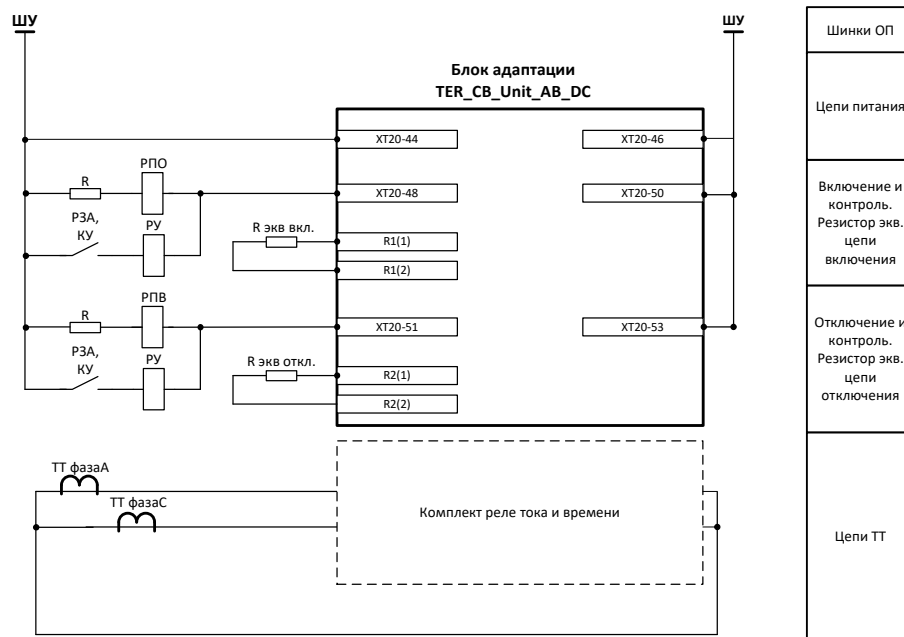 ШУ
ШУ
Шинки ОП
Блок адаптации
TER_CB_Unit_AB_DC
Цепи питания
XT20-44
XT20-46
РПО
R
XT20-48
XT20-50
Включение и
контроль.
Резистор экв.
цепи
включения
РЗА,
КУ
РУ
R экв вкл.
R1(1)
R1(2)
РПВ
R
XT20-51
XT20-53
Отключение и
контроль.
Резистор экв.
цепи
отключения
РЗА,
КУ
РУ
R экв откл.
R2(1)
R2(2)
ТТ фазаА
ТТ фазаС
Комплект реле тока и времени
Цепи ТТ